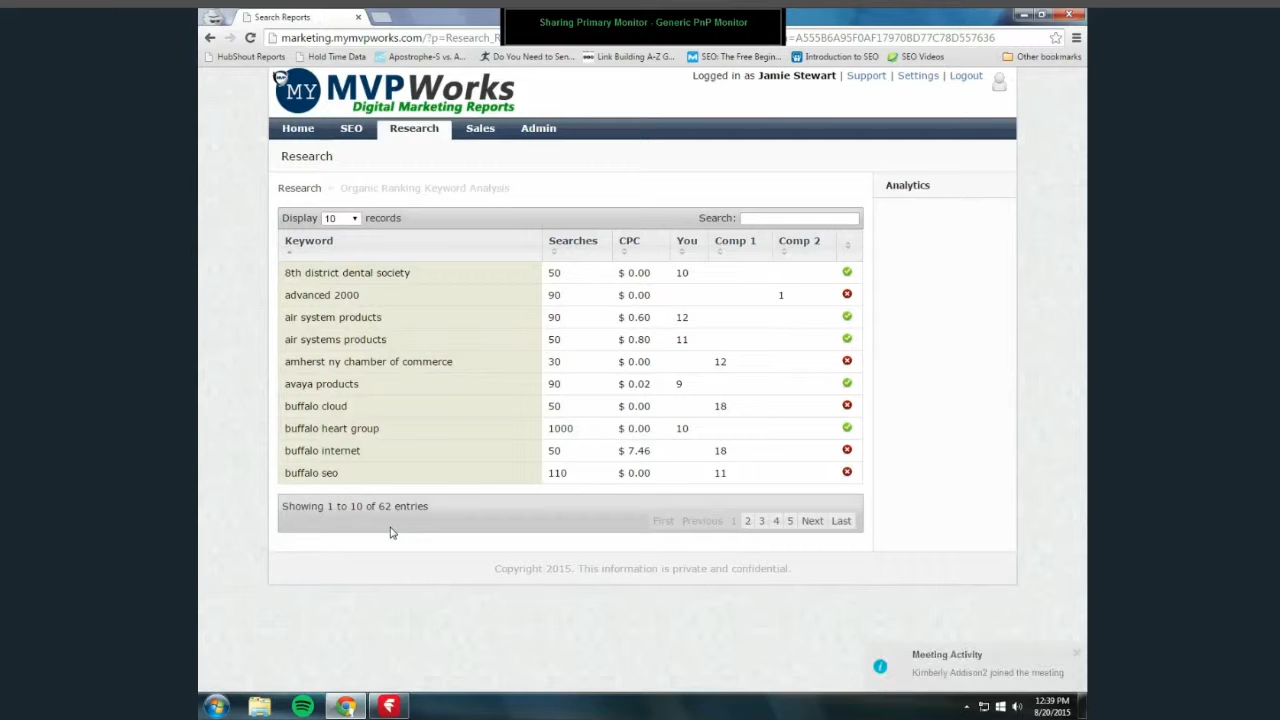 Search Reports
Sharing Primary Monitor - Generic PnP Monitor
marketing.mymvpworks.com/?p=Research_R
=A555B6A95F0AF17970BD77C78D557636
HubShout Reports
Hold Time Data
Apostrophe-S vs. A...
Do You Need to Sen...
Link Building A-Z G...
SEO: The Free Begin...
Introduction to SEO
SEO Videos
Other bookmarks
MY MVPWorks
Digital Marketing Reports
Logged in as Jamie Stewart | Support | Settings | Logout
Home SEO Research Sales Admin
Research
Research Organic Ranking Keyword Analysis
Analytics
Display 10 records
Search:
Keyword Searches CPC You Comp 1 Comp 2
8th district dental society 50 $ 0.00 10
advanced 2000 90 $ 0.00 1
air system products 90 $ 0.60 12
air systems products 50 $ 0.80 11
amherst ny chamber of commerce 30 $ 0.00 12
avaya products 90 $ 0.02 9
buffalo cloud 50 $ 0.00 18
buffalo heart group 1000 $ 0.00 10
buffalo internet 50 $ 7.46 18
buffalo seo 110 $ 0.00 11
Showing 1 to 10 of 62 entries
First Previous 1 2 3 4 5 Next Last
Copyright 2015. This information is private and confidential.
Meeting Activity
Kimberly Addison2 joined the meeting
12:39 PM
8/20/2015